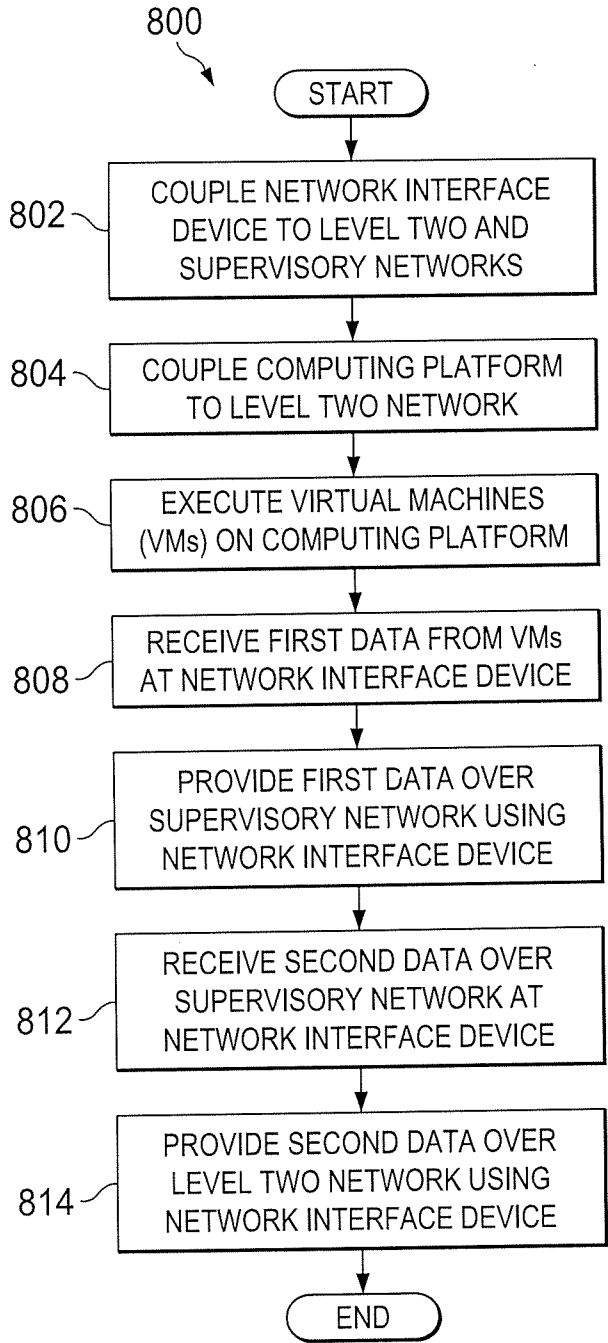 800
START
802
COUPLE NETWORK INTERFACE
DEVICE TO LEVEL TWO AND
SUPERVISORY NETWORKS
804
COUPLE COMPUTING PLATFORM
TO LEVEL TWO NETWORK
806
EXECUTE VIRTUAL MACHINES
(VMs) ON COMPUTING PLATFORM
808
RECEIVE FIRST DATA FROM VMs
AT NETWORK INTERFACE DEVICE
810
PROVIDE FIRST DATA OVER
SUPERVISORY NETWORK USING
NETWORK INTERFACE DEVICE
812
RECEIVE SECOND DATA OVER
SUPERVISORY NETWORK AT
NETWORK INTERFACE DEVICE
814
PROVIDE SECOND DATA OVER
LEVEL TWO NETWORK USING
NETWORK INTERFACE DEVICE
END